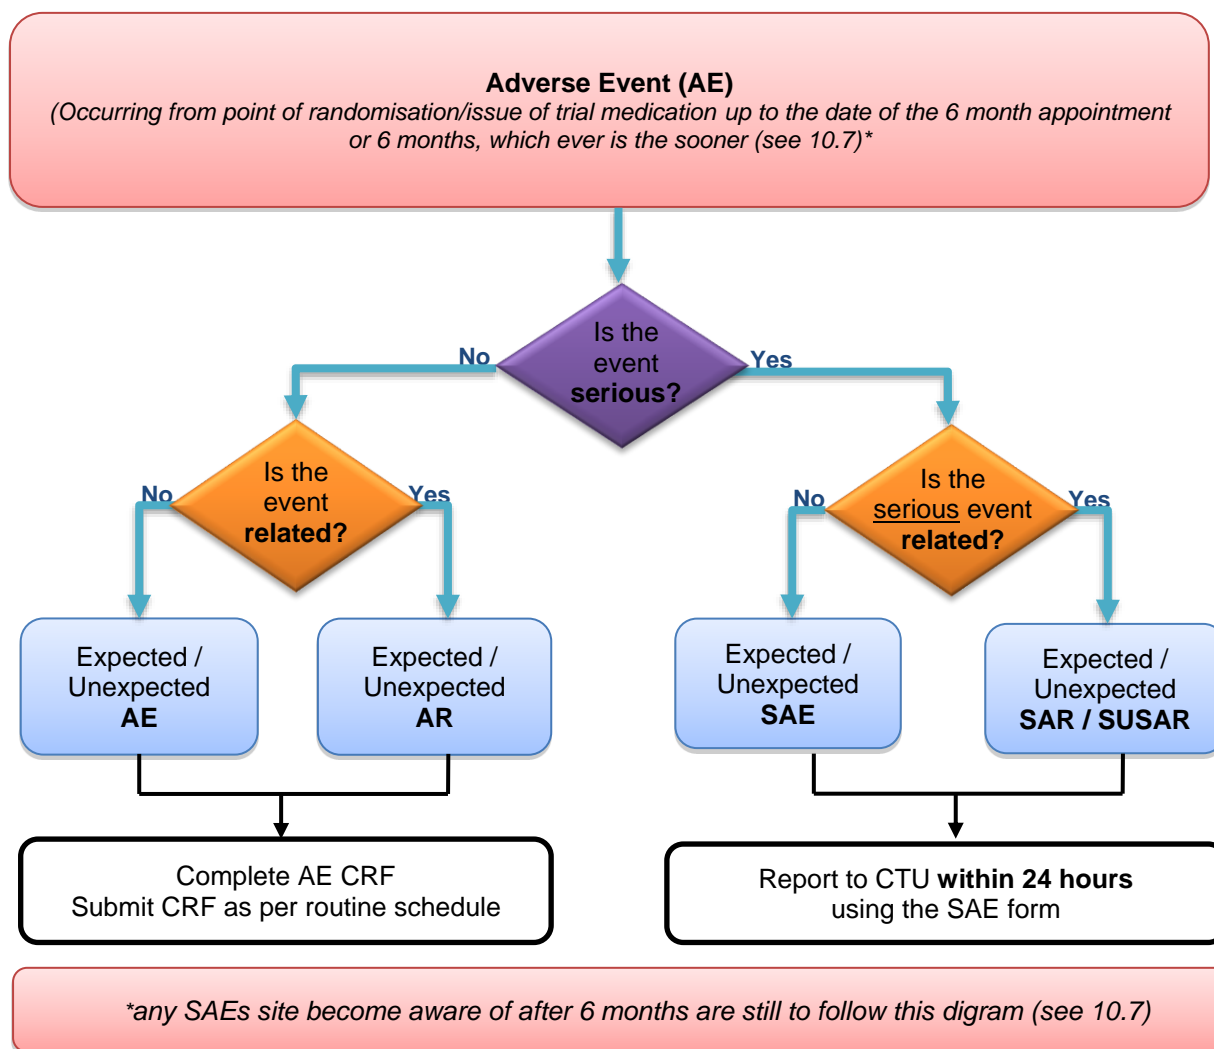 Adverse Event (AE)
(Occurring from point of randomisation/issue of trial medication up to the date of the 6 month appointment
or 6 months, which ever is the sooner (see 10.7)*
Is the
event
serious?
No
Yes
Is the
event
related?
No
Yes
Is the
serious event
related?
No
Yes
Expected /
Unexpected
AE
Expected /
Unexpected
AR
Expected /
Unexpected
SAE
Expected /
Unexpected
SAR / SUSAR
Complete AE CRF
Submit CRF as per routine schedule
Report to CTU within 24 hours
using the SAE form
*any SAEs site become aware of after 6 months are still to follow this digram (see 10.7)